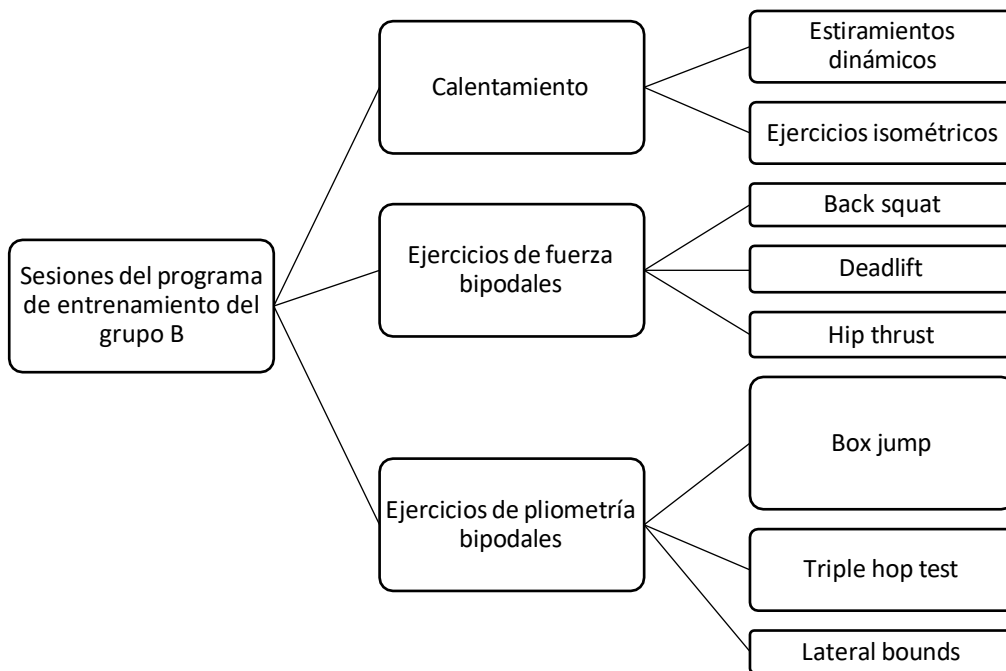 Sesiones del programa
de entrenamiento del
grupo B
Calentamiento
Estiramientos
dinámicos
Ejercicios isométricos
Ejercicios de fuerza
bipodales
Back squat
Deadlift
Hip thrust
Ejercicios de pliometría
bipodales
Box jump
Triple hop test
Lateral bounds